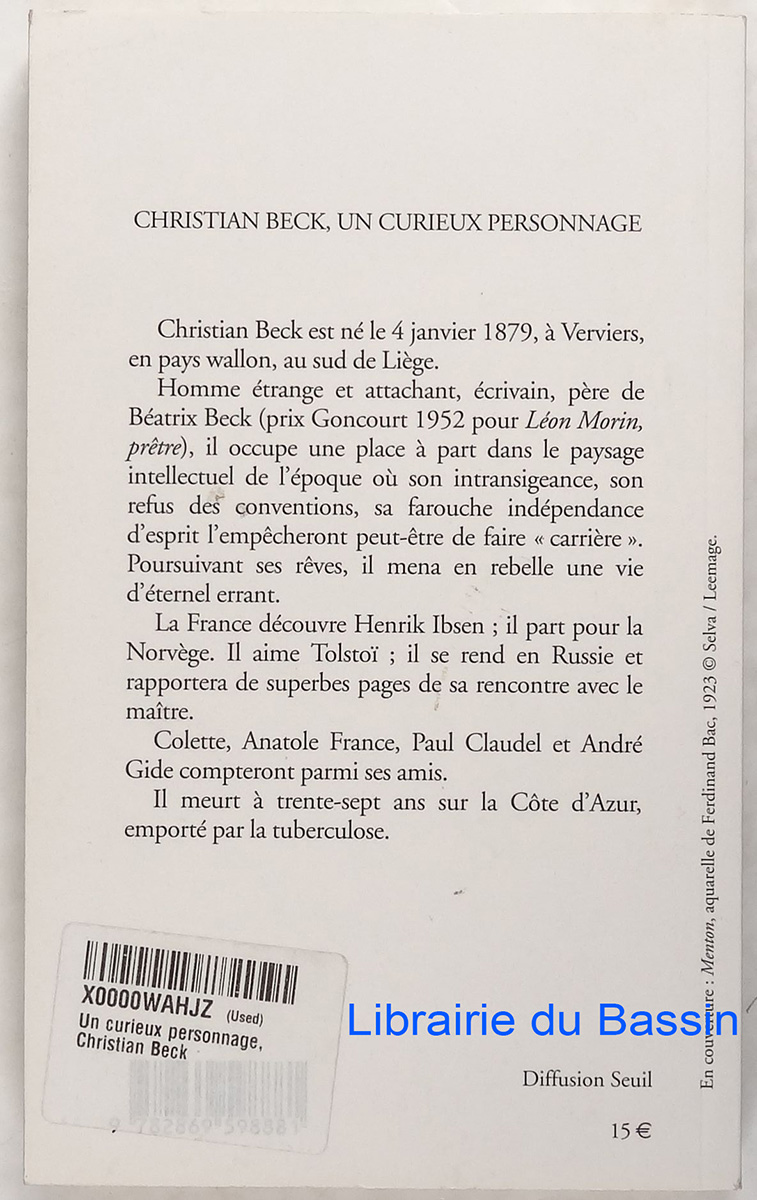 CHRISTIAN BECK, UN CURIEUX PERSONNAGE
Christian Beck est né le 4 janvier 1879, à Verviers,
en pays wallon, au sud de Liège.
Homme étrange et attachant, écrivain, père de
Béatrix Beck (prix Goncourt 1952 pour Léon Morin,
prêtre), il occupe une place à part dans le paysage
intellectuel de l'époque où son intransigeance, son
refus des conventions, sa farouche indépendance
d'esprit l'empêcheront peut-être de faire « carrière ».
Poursuivant ses rêves, il mena en rebelle une vie
d'éternel errant.
La France découvre Henrik Ibsen ; il part pour la
Norvège. Il aime Tolstoï ; il se rend en Russie et
rapportera de superbes pages de sa rencontre avec le
maître.
Colette, Anatole France, Paul Claudel et André
Gide compteront parmi ses amis.
Il meurt à trente-sept ans sur la Côte d'Azur,
emporté par la tuberculose.
En couverture : Menton, aquarelle de Ferdinand Bac, 1923 © Selva / Leemage.
X0000WAHJZ (Used)
Un curieux personnage,
Christian Beck
9 782869 598881
Librairie du Bassin
Diffusion Seuil
15 €